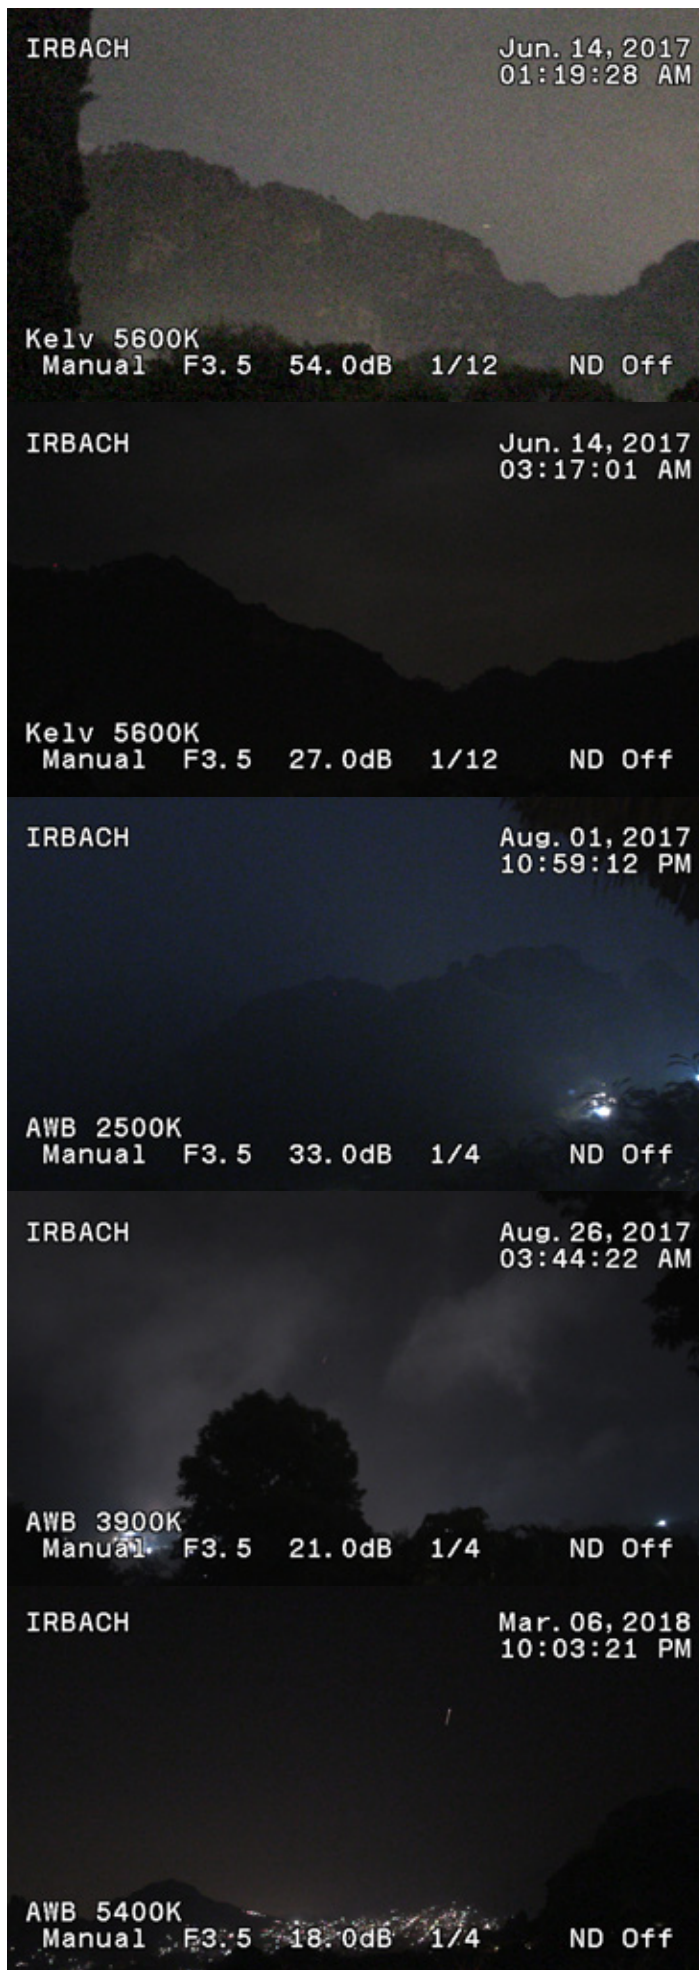 IRBACH
Jun. 14, 2017
01:19:28 AM
Kelv 5600K
Manual F3.5 54.0dB 1/12 ND Off
IRBACH
Jun. 14, 2017
03:17:01 AM
Kelv 5600K
Manual F3.5 27.0dB 1/12 ND Off
IRBACH
Aug. 01, 2017
10:59:12 PM
AWB 2500K
Manual F3.5 33.0dB 1/4 ND Off
IRBACH
Aug. 26, 2017
03:44:22 AM
AWB 3900K
Manual F3.5 21.0dB 1/4 ND Off
IRBACH
Mar. 06, 2018
10:03:21 PM
AWB 5400K
Manual F3.5 18.0dB 1/4 ND Off